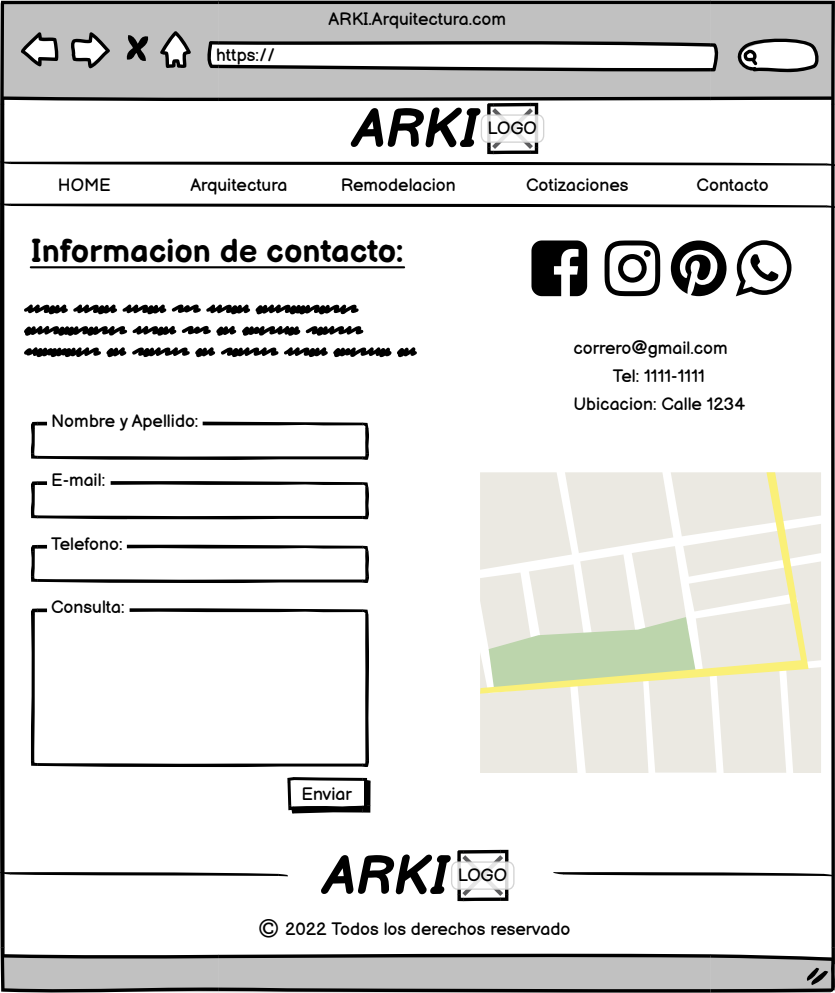 ARKI.Arquitectura.com
https://
ARKI LOGO
HOME Arquitectura Remodelacion Cotizaciones Contacto
Informacion de contacto:
correro@gmail.com
Tel: 1111-1111
Ubicacion: Calle 1234
Nombre y Apellido:
E-mail:
Telefono:
Consulta:
Enviar
ARKI LOGO
© 2022 Todos los derechos reservado